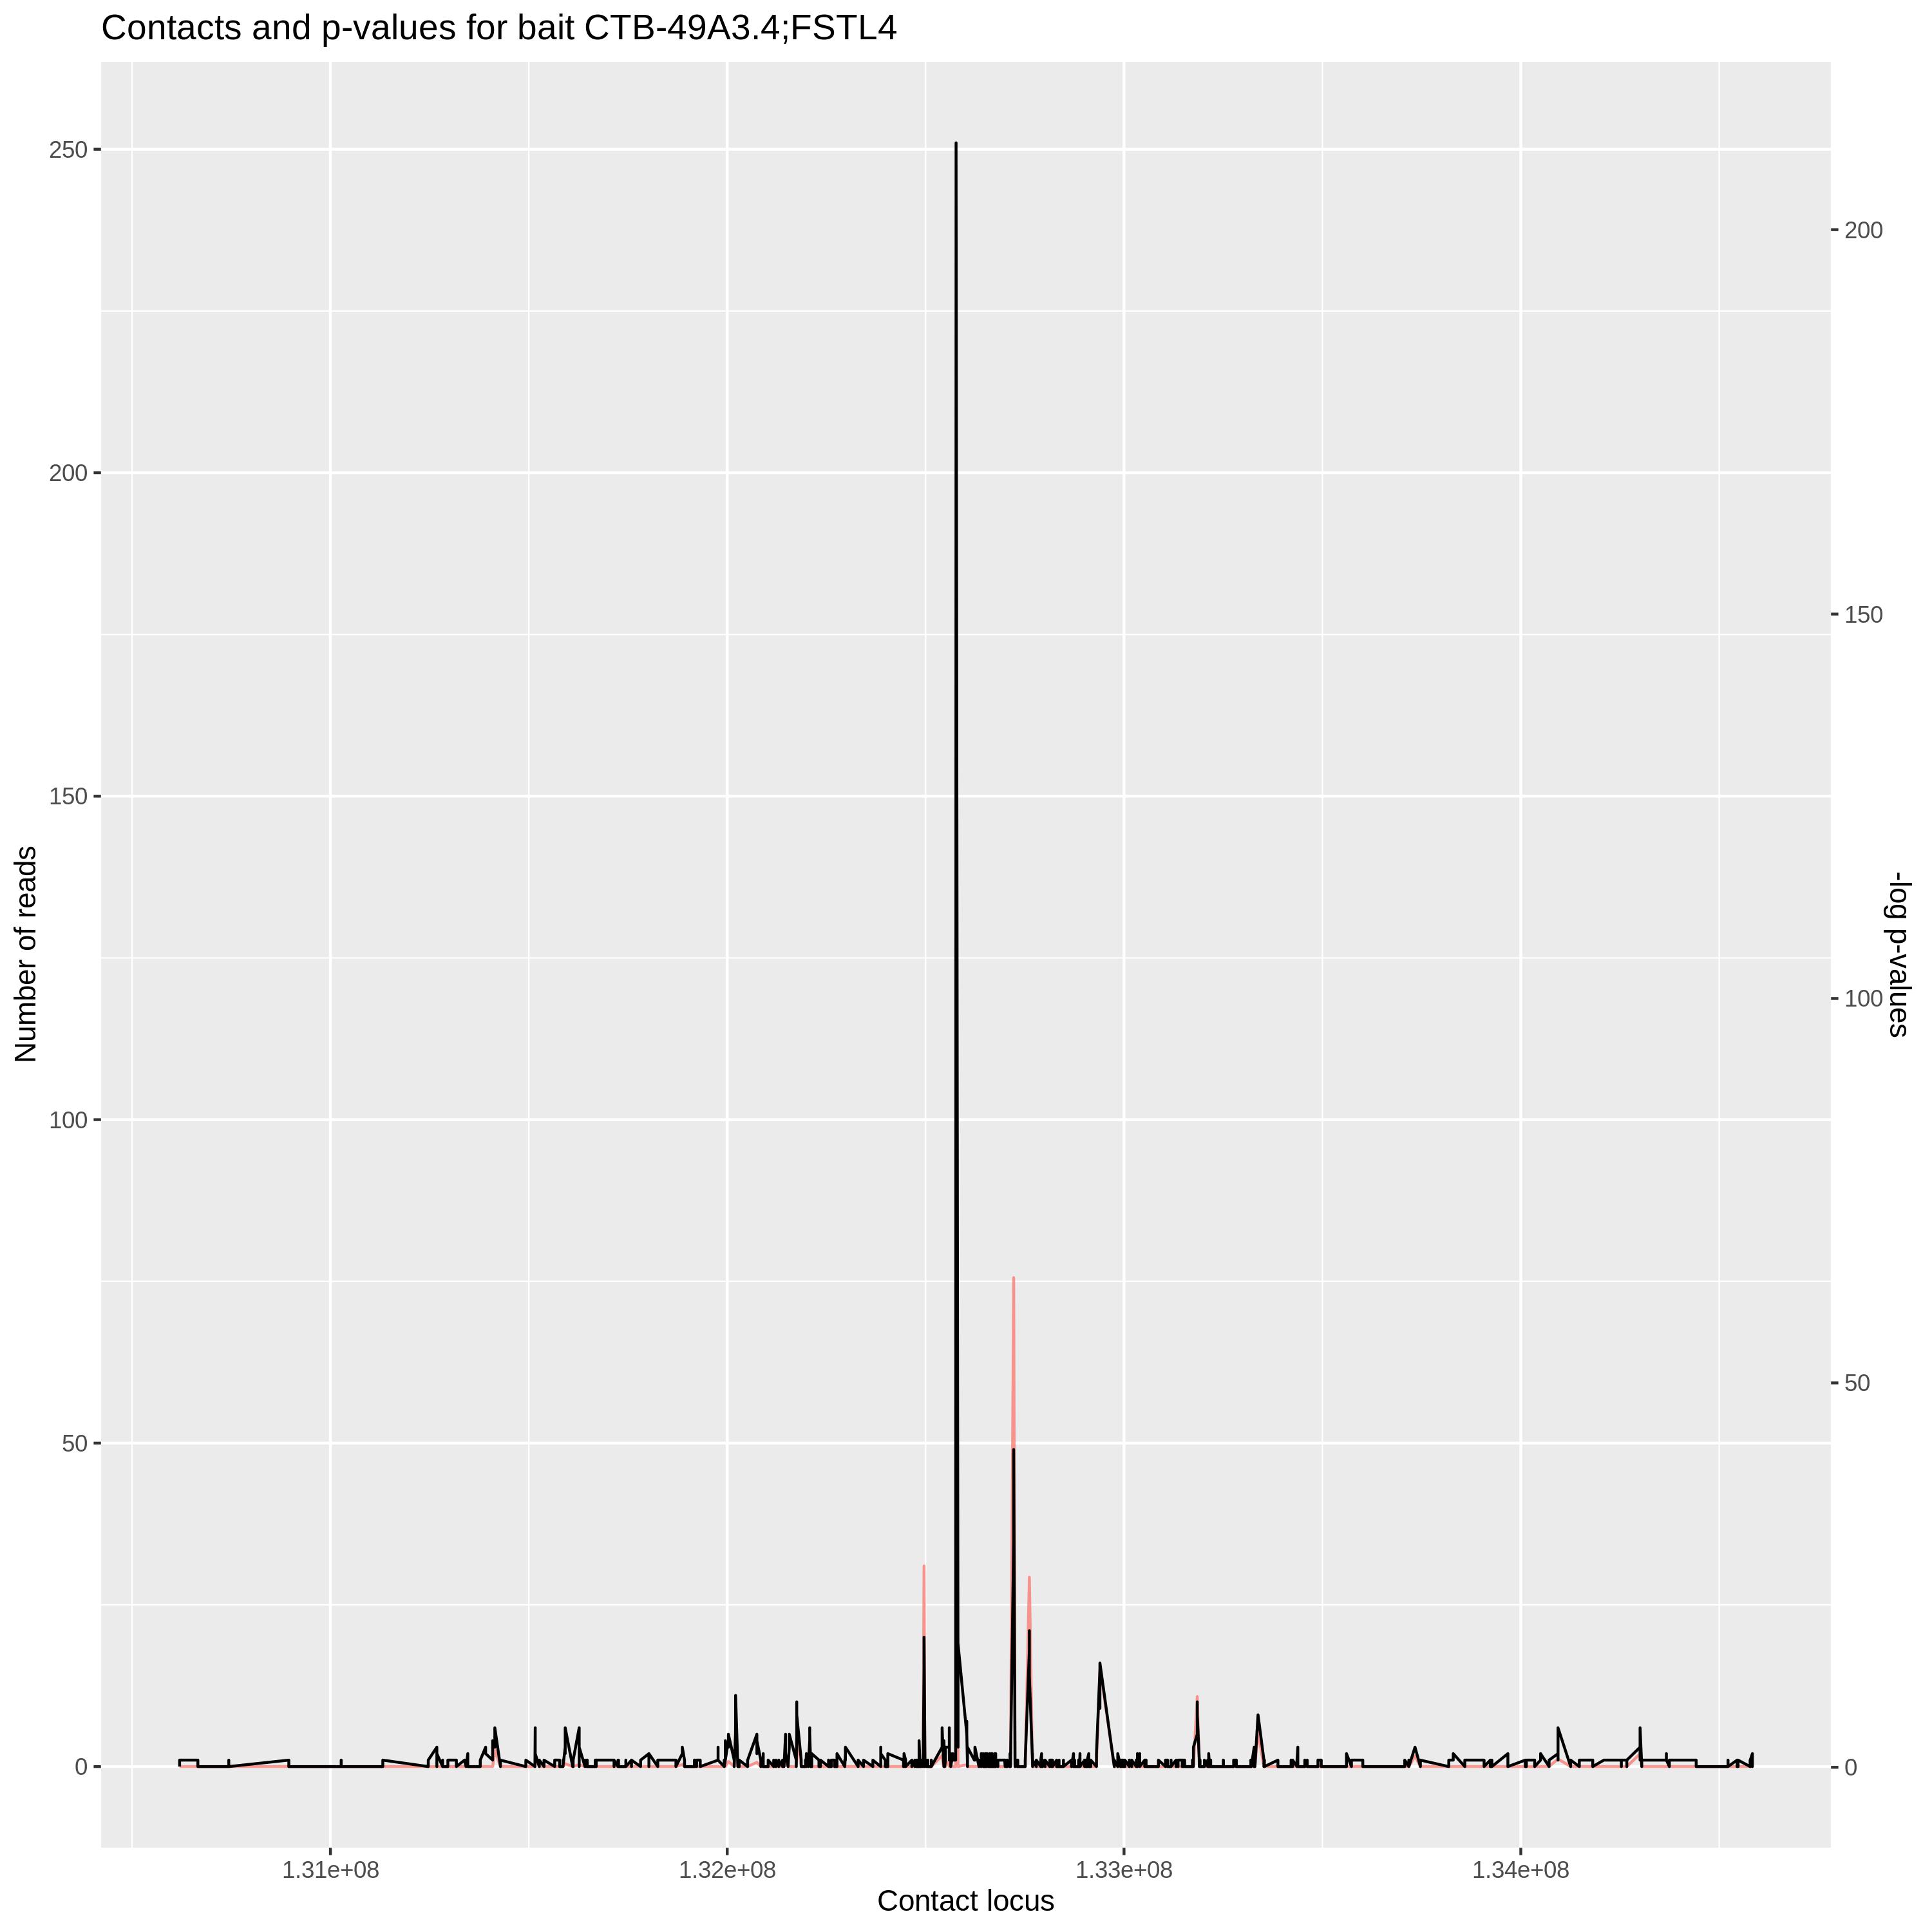 Contacts and p-values for bait CTB-49A3.4;FSTL4
250
200
150
100
50
0
Number of reads
200
150
100
50
0
-log p-values
1.31e+08
1.32e+08
1.33e+08
1.34e+08
Contact locus